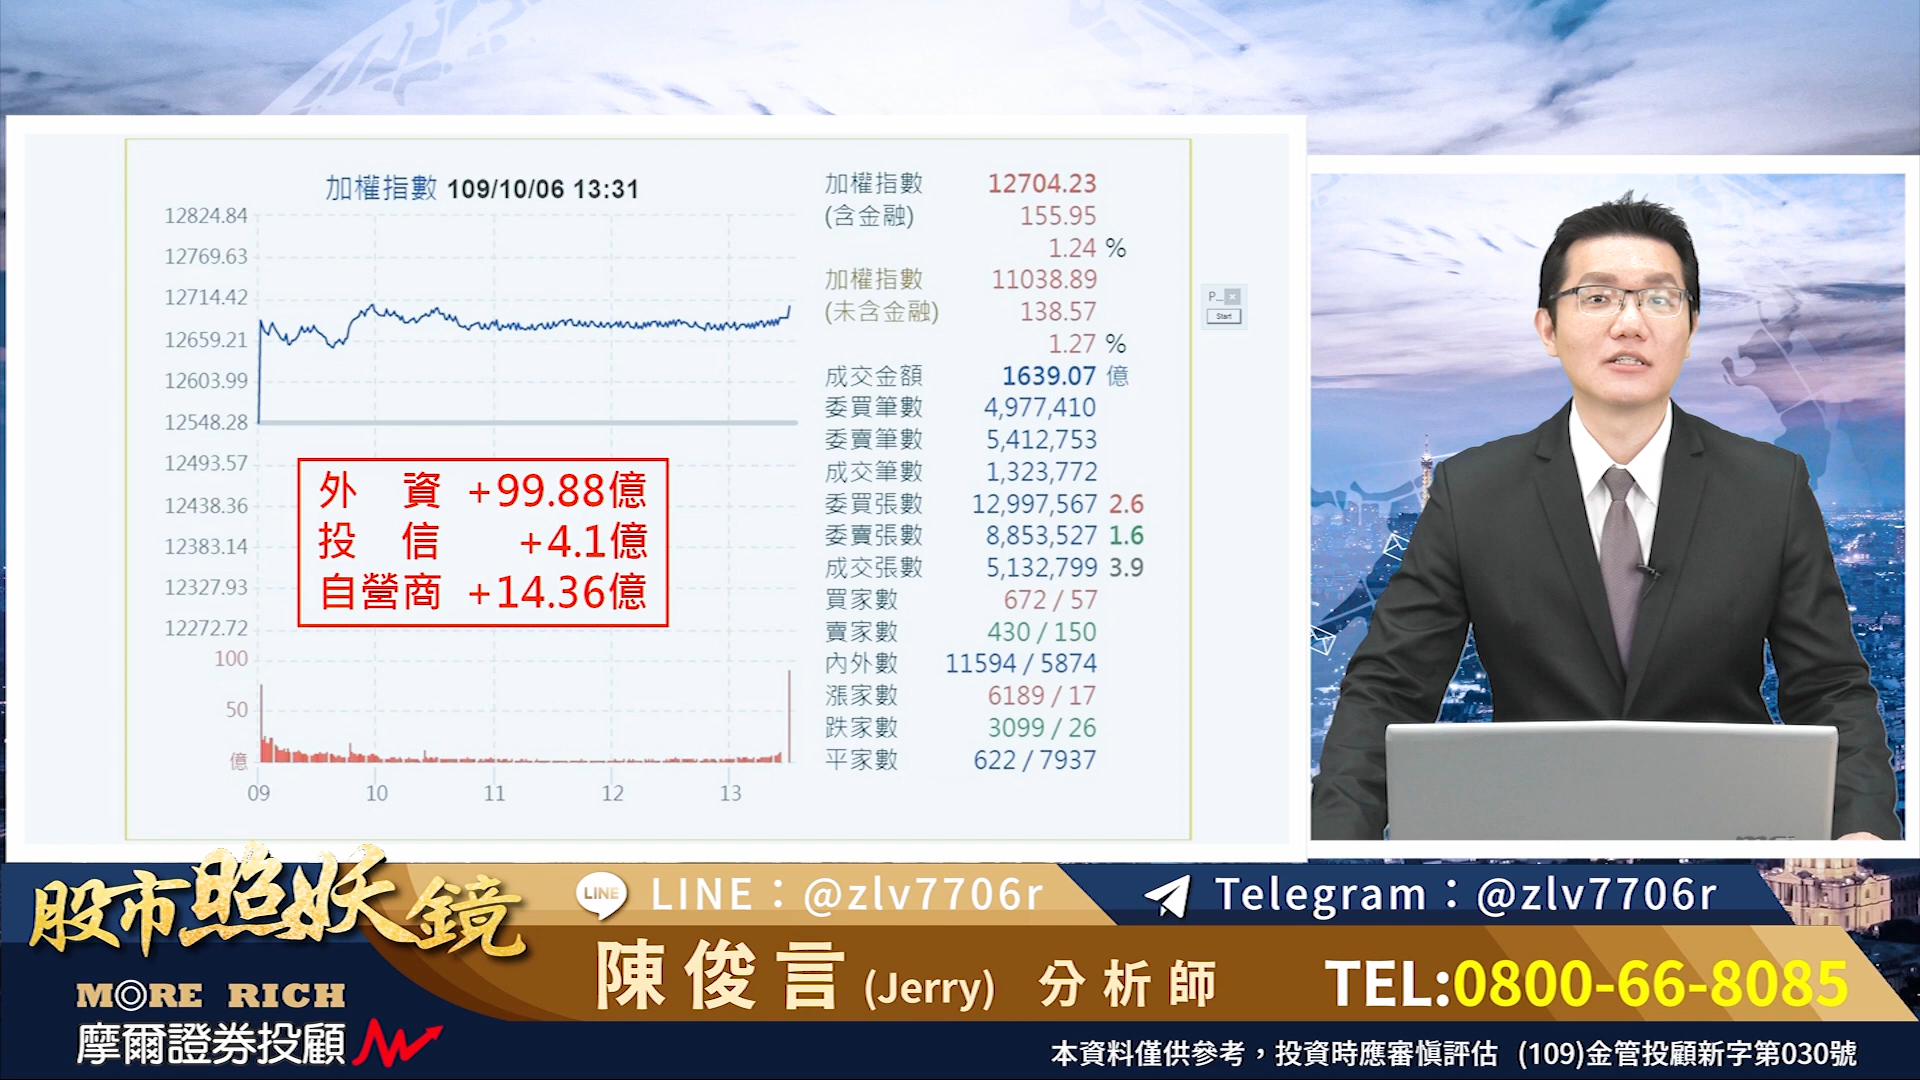 加權指數 109/10/06 13:31
12824.84
12769.63
12714.42
12659.21
12603.99
12548.28
12493.57
12438.36
12383.14
12327.93
12272.72
100
50
億
09 10 11 12 13
外 資 +99.88億
投 信 +4.1億
自營商 +14.36億
加權指數 12704.23
(含金融) 155.95
1.24 %
加權指數 11038.89
(未含金融) 138.57
1.27 %
成交金額 1639.07 億
委買筆數 4,977,410
委賣筆數 5,412,753
成交筆數 1,323,772
委買張數 12,997,567 2.6
委賣張數 8,853,527 1.6
成交張數 5,132,799 3.9
買家數 672 / 57
賣家數 430 / 150
內外數 11594 / 5874
漲家數 6189 / 17
跌家數 3099 / 26
平家數 622 / 7937
P...
Start
股市照妖鏡
MORE RICH
摩爾證券投顧
LINE
LINE：@zlv7706r
Telegram：@zlv7706r
陳俊言 (Jerry) 分析師
TEL:0800-66-8085
本資料僅供參考，投資時應審慎評估 (109)金管投顧新字第030號